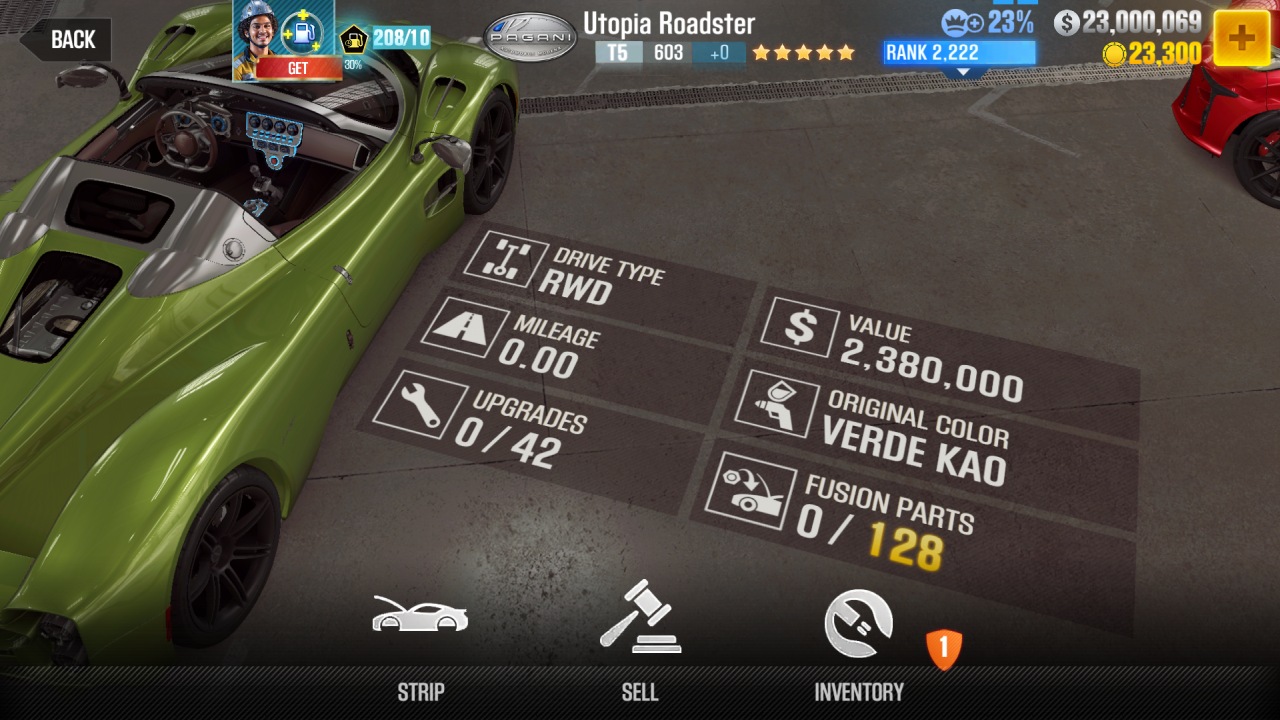 BACK
GET
30%
208/10
PAGANI
Utopia Roadster
T5 603 +0
23%
RANK 2,222
$ 23,000,069
23,300
DRIVE TYPE
RWD
MILEAGE
0.00
UPGRADES
0/42
$ VALUE
2,380,000
ORIGINAL COLOR
VERDE KAO
FUSION PARTS
0/128
1
STRIP
SELL
INVENTORY